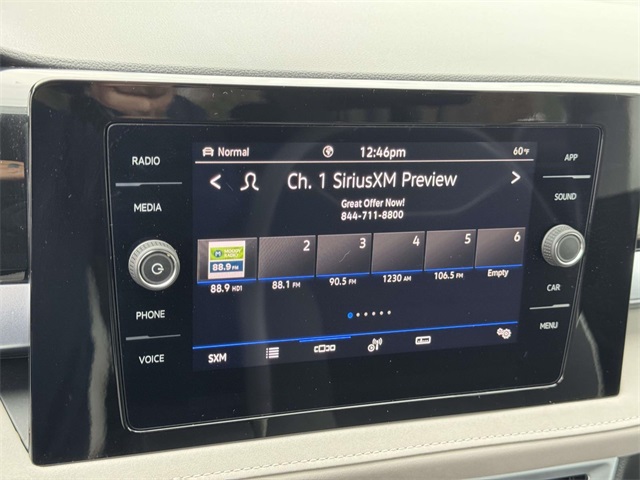 RADIO
MEDIA
PHONE
VOICE
Normal
12:46pm
60°F
< Ch. 1 SiriusXM Preview >
Great Offer Now!
844-711-8800
88.9 FM
2
3
4
5
6
88.9 HD1
88.1 FM
90.5 FM
1230 AM
106.5 FM
Empty
SXM
APP
SOUND
CAR
MENU